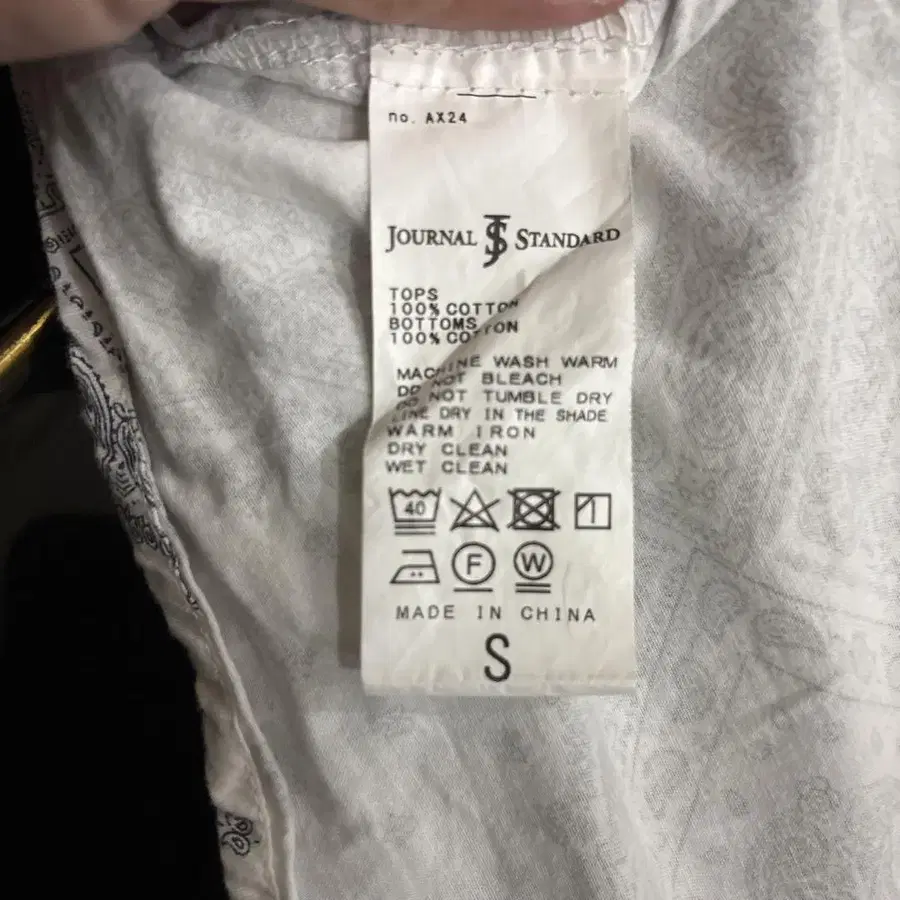 no. AX24
JOURNAL JS STANDARD
TOPS
100% COTTON
BOTTOMS
100% COTTON
MACHINE WASH WARM
DO NOT BLEACH
DO NOT TUMBLE DRY
LINE DRY IN THE SHADE
WARM IRON
DRY CLEAN
WET CLEAN
40
F W
MADE IN CHINA
S